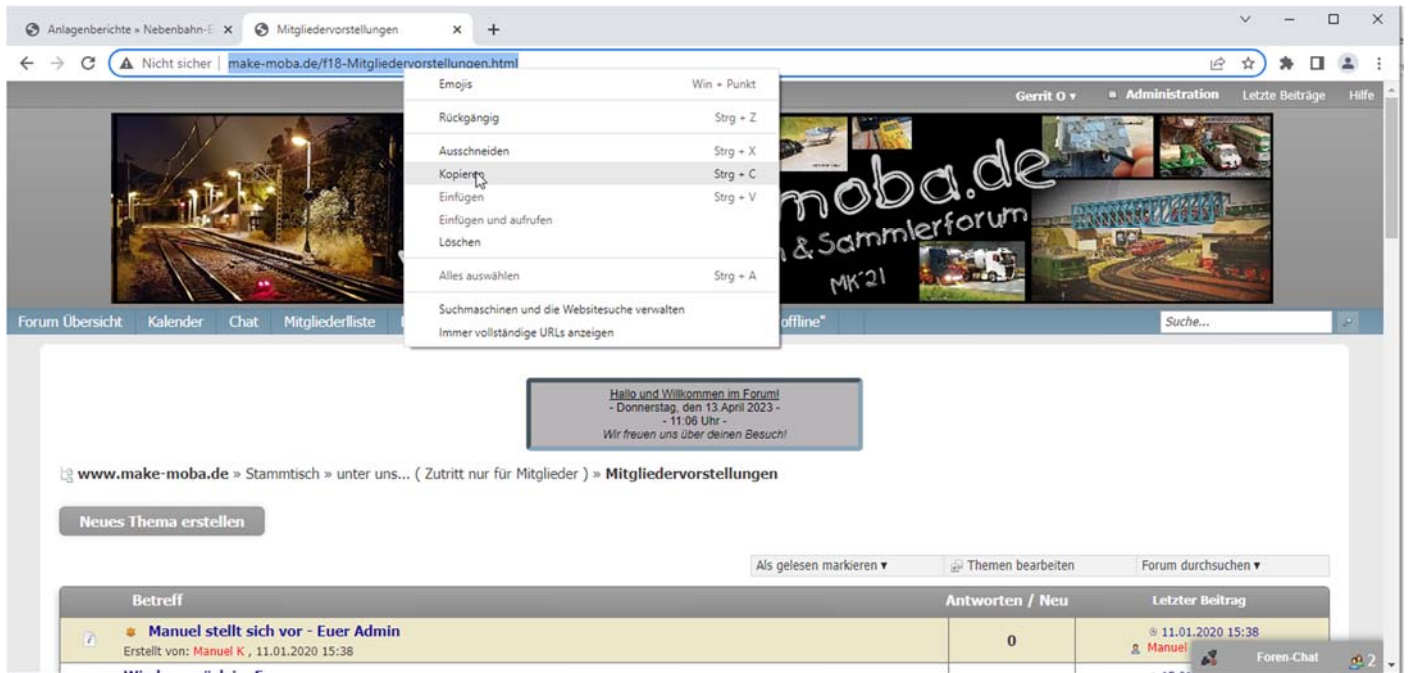 Anlagenberichte » Nebenbahn-E
Mitgliedervorstellungen
Nicht sicher | make-moba.de/f18-Mitgliedervorstellungen.html
Emojis Win + Punkt
Rückgängig Strg + Z
Ausschneiden Strg + X
Kopieren Strg + C
Einfügen Strg + V
Einfügen und aufrufen
Löschen
Alles auswählen Strg + A
Suchmaschinen und die Websitesuche verwalten
Immer vollständige URLs anzeigen
Gerrit O ▾ Administration Letzte Beiträge Hilfe
moba.de
& Sammlerforum
MK´21
Forum Übersicht Kalender Chat Mitgliederlliste offline" Suche...
Hallo und Willkommen im Forum!
- Donnerstag, den 13 April 2023 -
- 11:06 Uhr -
Wir freuen uns über deinen Besuch!
www.make-moba.de » Stammtisch » unter uns... ( Zutritt nur für Mitglieder ) » Mitgliedervorstellungen
Neues Thema erstellen
Als gelesen markieren ▾ Themen bearbeiten Forum durchsuchen ▾
Betreff Antworten / Neu Letzter Beitrag
Manuel stellt sich vor - Euer Admin 0 11.01.2020 15:38
Erstellt von: Manuel K , 11.01.2020 15:38 Manuel
Foren-Chat 2